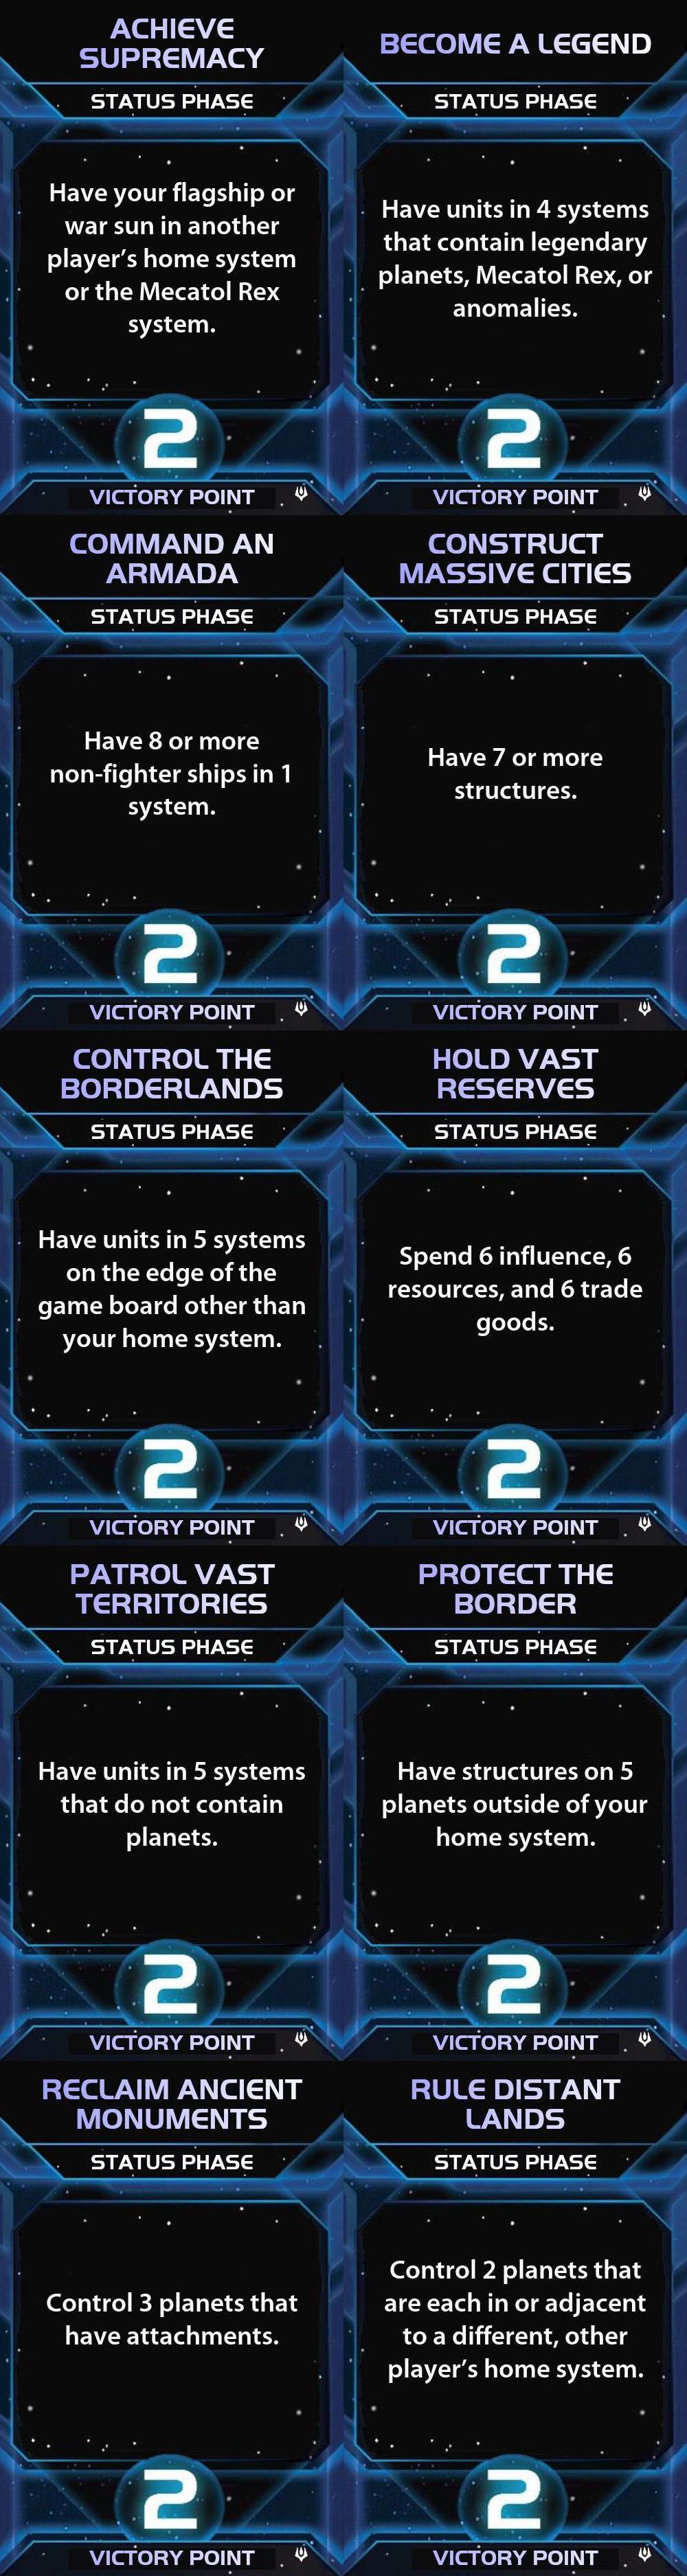 ACHIEVE
SUPREMACY
STATUS PHASE
Have your flagship or
war sun in another
player's home system
or the Mecatol Rex
system.
2
VICTORY POINT
BECOME A LEGEND
STATUS PHASE
Have units in 4 systems
that contain legendary
planets, Mecatol Rex, or
anomalies.
2
VICTORY POINT
COMMAND AN
ARMADA
STATUS PHASE
Have 8 or more
non-fighter ships in 1
system.
2
VICTORY POINT
CONSTRUCT
MASSIVE CITIES
STATUS PHASE
Have 7 or more
structures.
2
VICTORY POINT
CONTROL THE
BORDERLANDS
STATUS PHASE
Have units in 5 systems
on the edge of the
game board other than
your home system.
2
VICTORY POINT
HOLD VAST
RESERVES
STATUS PHASE
Spend 6 influence, 6
resources, and 6 trade
goods.
2
VICTORY POINT
PATROL VAST
TERRITORIES
STATUS PHASE
Have units in 5 systems
that do not contain
planets.
2
VICTORY POINT
PROTECT THE
BORDER
STATUS PHASE
Have structures on 5
planets outside of your
home system.
2
VICTORY POINT
RECLAIM ANCIENT
MONUMENTS
STATUS PHASE
Control 3 planets that
have attachments.
2
VICTORY POINT
RULE DISTANT
LANDS
STATUS PHASE
Control 2 planets that
are each in or adjacent
to a different, other
player's home system.
2
VICTORY POINT